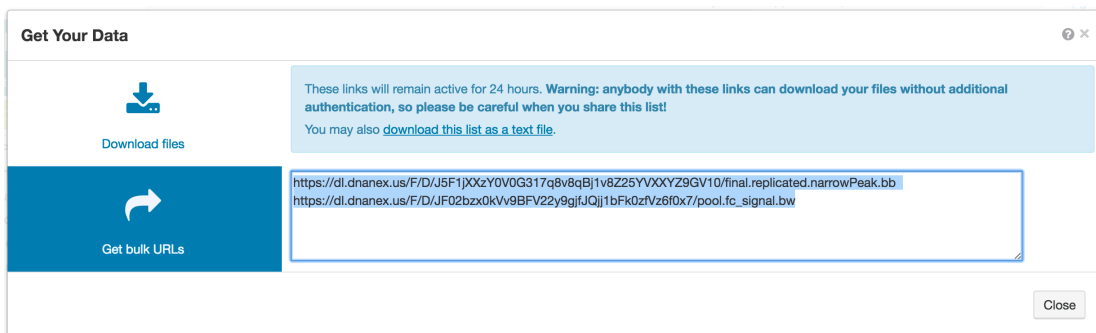 Get Your Data
Download files
These links will remain active for 24 hours. Warning: anybody with these links can download your files without additional
authentication, so please be careful when you share this list!
You may also download this list as a text file.
Get bulk URLs
https://dl.dnanex.us/F/D/J5F1jXXzY0V0G317q8v8qBj1v8Z25YVXXYZ9GV10/final.replicated.narrowPeak.bb
https://dl.dnanex.us/F/D/JF02bzx0kVv9BFV22y9gjfJQjj1bFk0zfVz6f0x7/pool.fc_signal.bw
Close